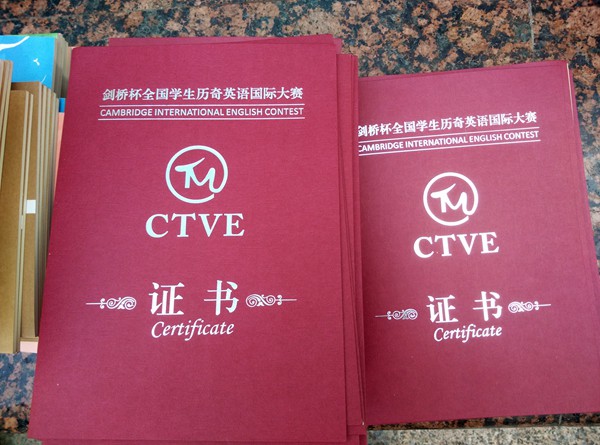 剑桥杯全国学生历奇英语国际大赛
CAMBRIDGE INTERNATIONAL ENGLISH CONTEST
TM
CTVE
证书
Certificate
剑桥杯全国学生历奇英语国际大赛
CAMBRIDGE INTERNATIONAL ENGLISH CONTEST
TM
CTVE
证书
Certificate